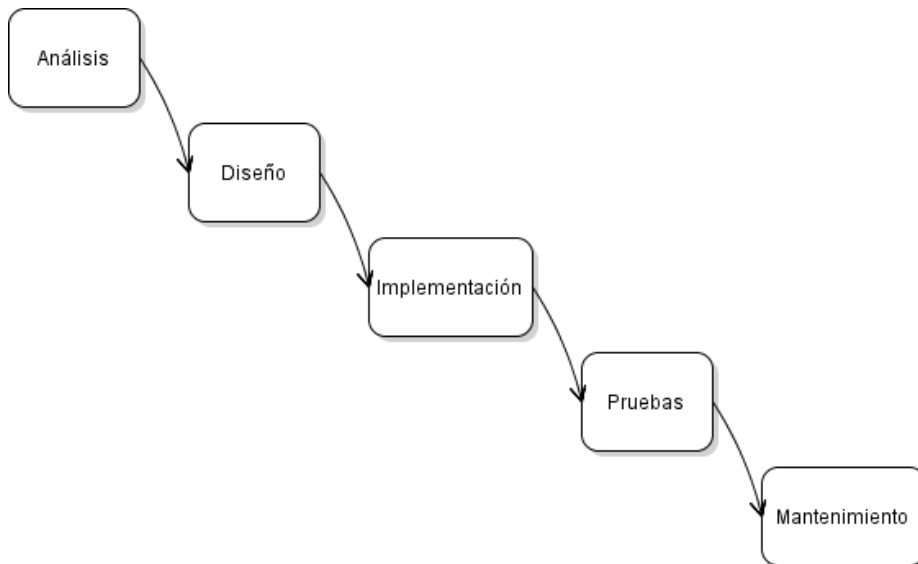 Análisis
Diseño
Implementación
Pruebas
Mantenimiento